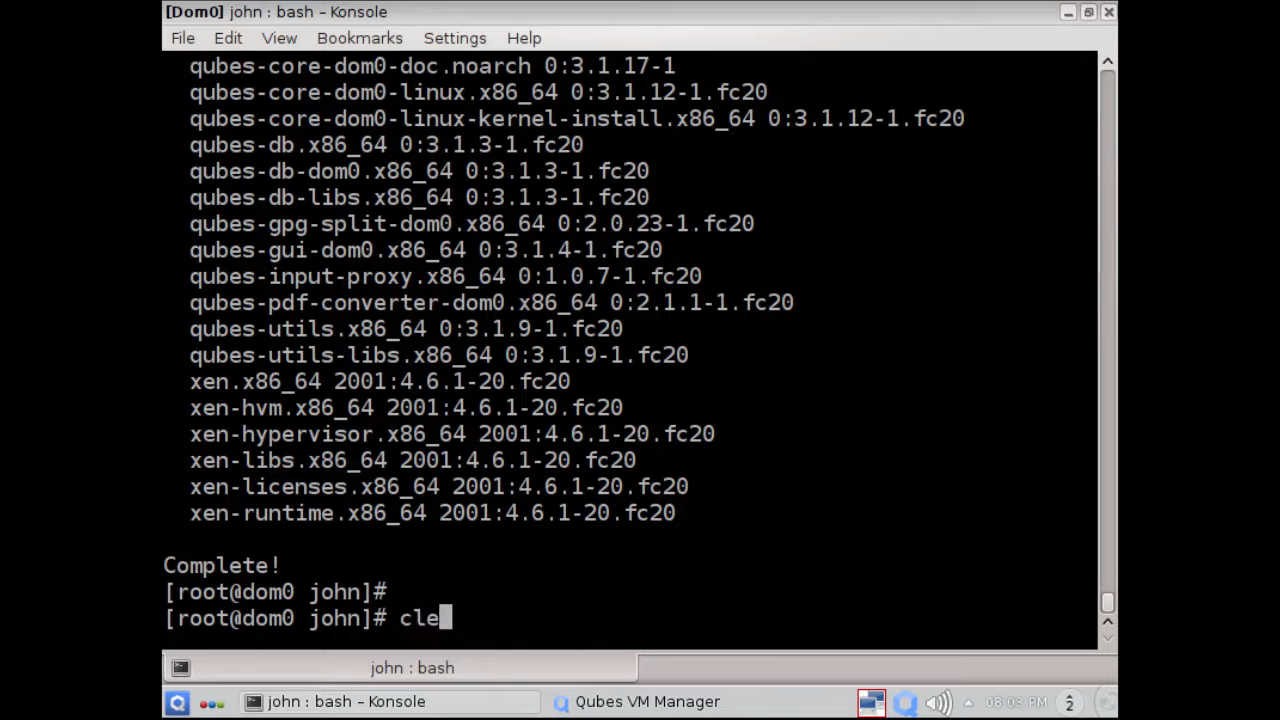 [Dom0] john : bash – Konsole
File Edit View Bookmarks Settings Help
qubes-core-dom0-doc.noarch 0:3.1.17-1
qubes-core-dom0-linux.x86_64 0:3.1.12-1.fc20
qubes-core-dom0-linux-kernel-install.x86_64 0:3.1.12-1.fc20
qubes-db.x86_64 0:3.1.3-1.fc20
qubes-db-dom0.x86_64 0:3.1.3-1.fc20
qubes-db-libs.x86_64 0:3.1.3-1.fc20
qubes-gpg-split-dom0.x86_64 0:2.0.23-1.fc20
qubes-gui-dom0.x86_64 0:3.1.4-1.fc20
qubes-input-proxy.x86_64 0:1.0.7-1.fc20
qubes-pdf-converter-dom0.x86_64 0:2.1.1-1.fc20
qubes-utils.x86_64 0:3.1.9-1.fc20
qubes-utils-libs.x86_64 0:3.1.9-1.fc20
xen.x86_64 2001:4.6.1-20.fc20
xen-hvm.x86_64 2001:4.6.1-20.fc20
xen-hypervisor.x86_64 2001:4.6.1-20.fc20
xen-libs.x86_64 2001:4.6.1-20.fc20
xen-licenses.x86_64 2001:4.6.1-20.fc20
xen-runtime.x86_64 2001:4.6.1-20.fc20
Complete!
[root@dom0 john]#
[root@dom0 john]# cle
john : bash
john : bash – Konsole Qubes VM Manager 08:03 PM 2